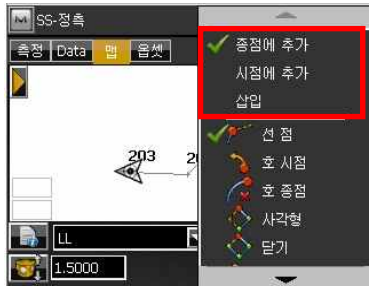 SS-정측
측정 Data 맵 옵셋
종점에 추가
시점에 추가
삽입
선 점
203
호 시점
호 종점
사각형
LL
닫기
1.5000